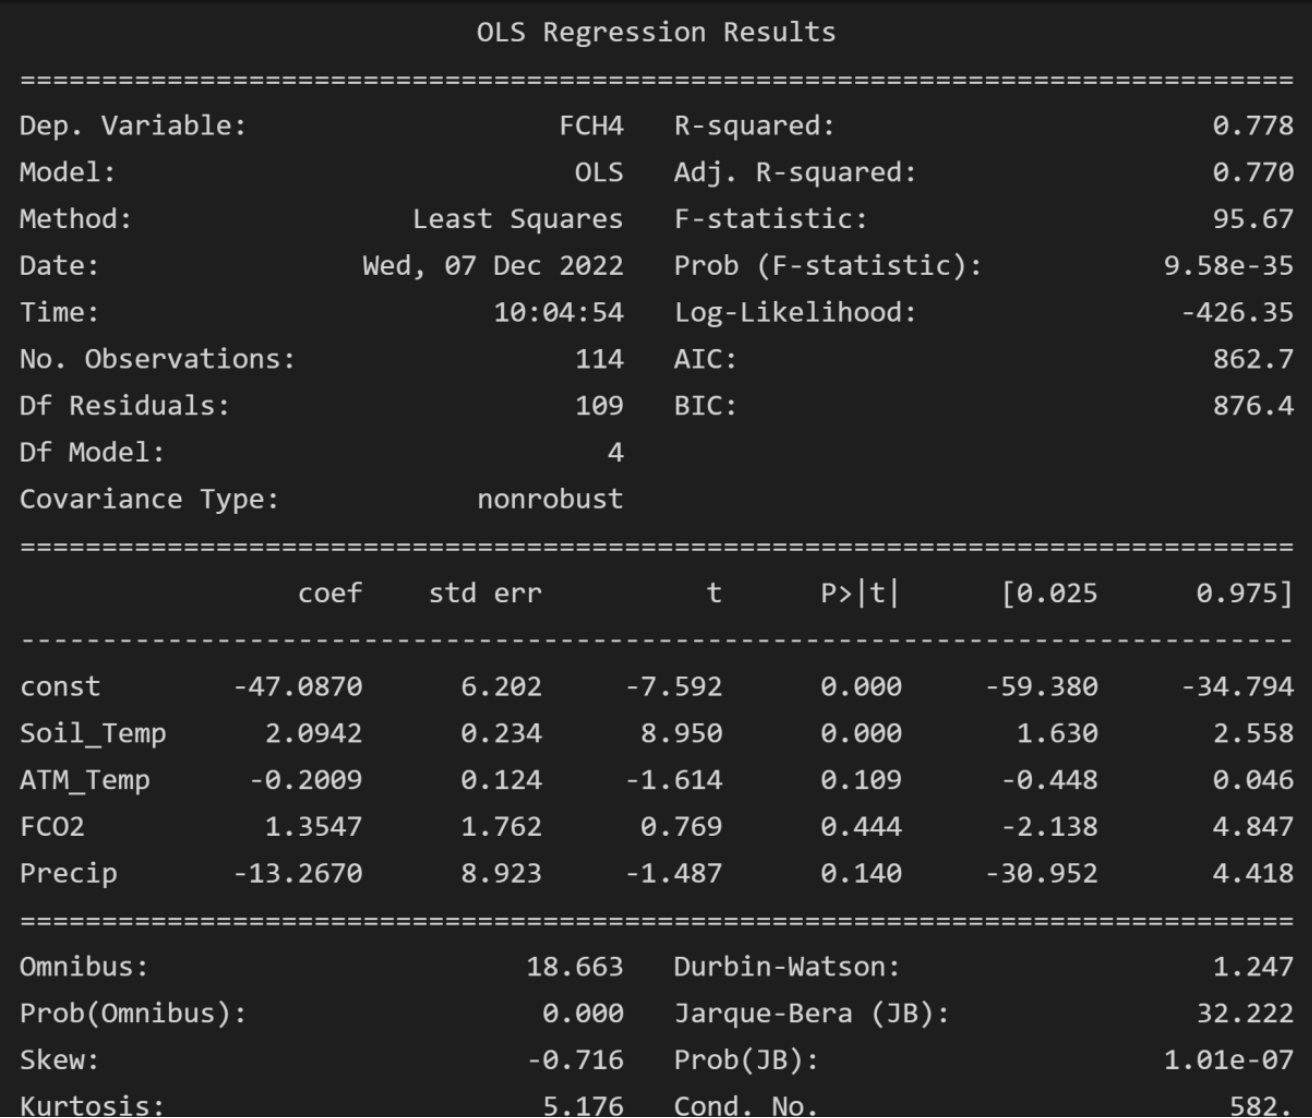 OLS Regression Results
==============================================================================
Dep. Variable:                   FCH4   R-squared:                       0.778
Model:                            OLS   Adj. R-squared:                  0.770
Method:                 Least Squares   F-statistic:                     95.67
Date:                Wed, 07 Dec 2022   Prob (F-statistic):           9.58e-35
Time:                        10:04:54   Log-Likelihood:                -426.35
No. Observations:                 114   AIC:                             862.7
Df Residuals:                     109   BIC:                             876.4
Df Model:                           4
Covariance Type:            nonrobust
==============================================================================
                 coef    std err          t      P>|t|      [0.025      0.975]
------------------------------------------------------------------------------
const        -47.0870      6.202     -7.592      0.000     -59.380     -34.794
Soil_Temp      2.0942      0.234      8.950      0.000       1.630       2.558
ATM_Temp      -0.2009      0.124     -1.614      0.109      -0.448       0.046
FCO2           1.3547      1.762      0.769      0.444      -2.138       4.847
Precip       -13.2670      8.923     -1.487      0.140     -30.952       4.418
==============================================================================
Omnibus:                       18.663   Durbin-Watson:                   1.247
Prob(Omnibus):                  0.000   Jarque-Bera (JB):               32.222
Skew:                          -0.716   Prob(JB):                     1.01e-07
Kurtosis:                       5.176   Cond. No.                         582.